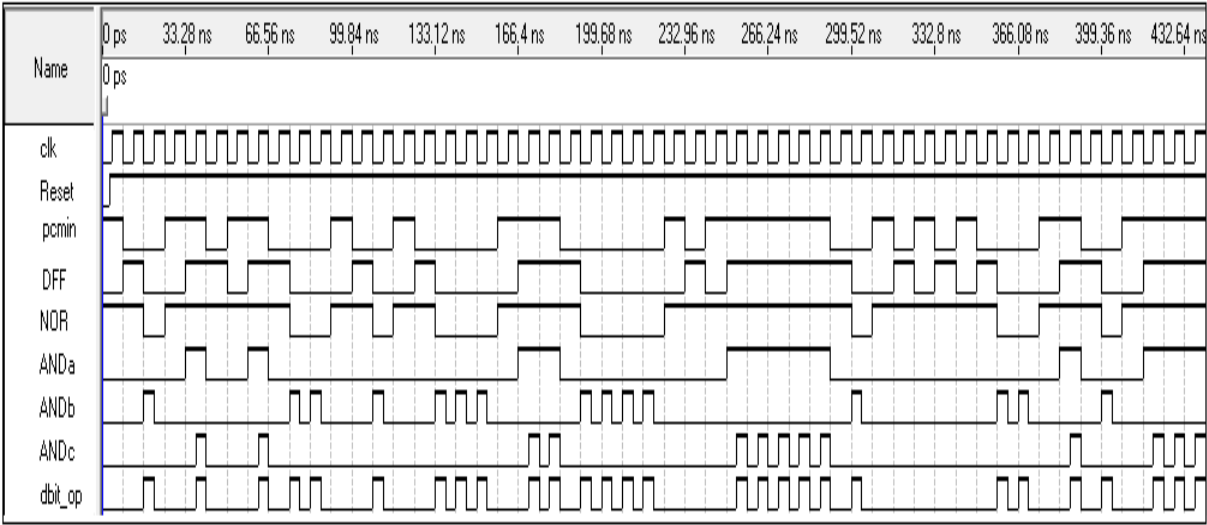 Name
0 ps 33.28 ns 66.56 ns 99.84 ns 133.12 ns 166.4 ns 199.68 ns 232.96 ns 266.24 ns 299.52 ns 332.8 ns 366.08 ns 399.36 ns 432.64 ns
0 ps
clk
Reset
pcmin
DFF
NOR
ANDa
ANDb
ANDc
dbit_op